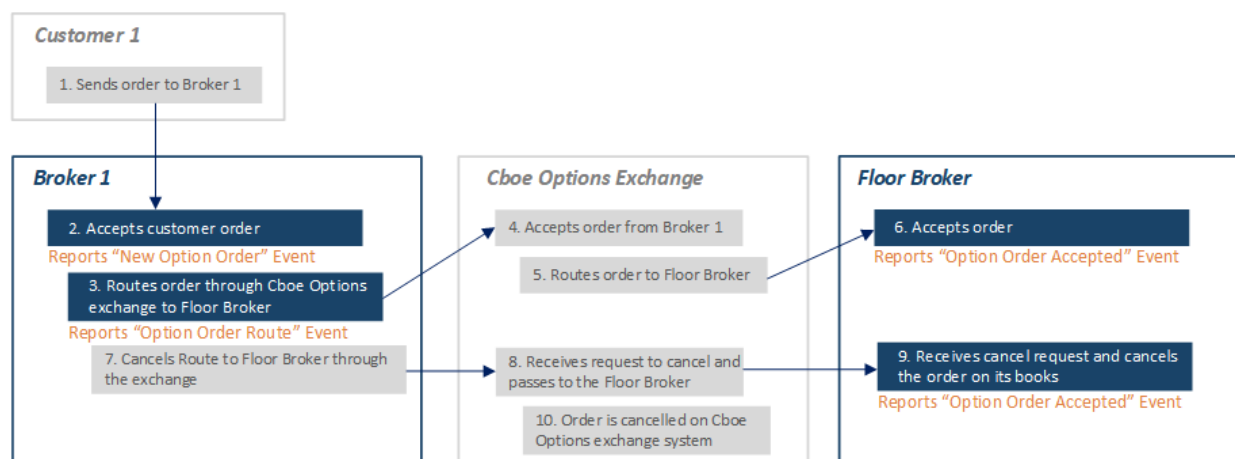 Customer 1
1. Sends order to Broker 1
Broker 1
2. Accepts customer order
Reports “New Option Order” Event
3. Routes order through Cboe Options
exchange to Floor Broker
Reports “Option Order Route” Event
7. Cancels Route to Floor Broker through
the exchange
Cboe Options Exchange
4. Accepts order from Broker 1
5. Routes order to Floor Broker
8. Receives request to cancel and
passes to the Floor Broker
10. Order is cancelled on Cboe
Options exchange system
Floor Broker
6. Accepts order
Reports “Option Order Accepted” Event
9. Receives cancel request and cancels
the order on its books
Reports “Option Order Accepted” Event